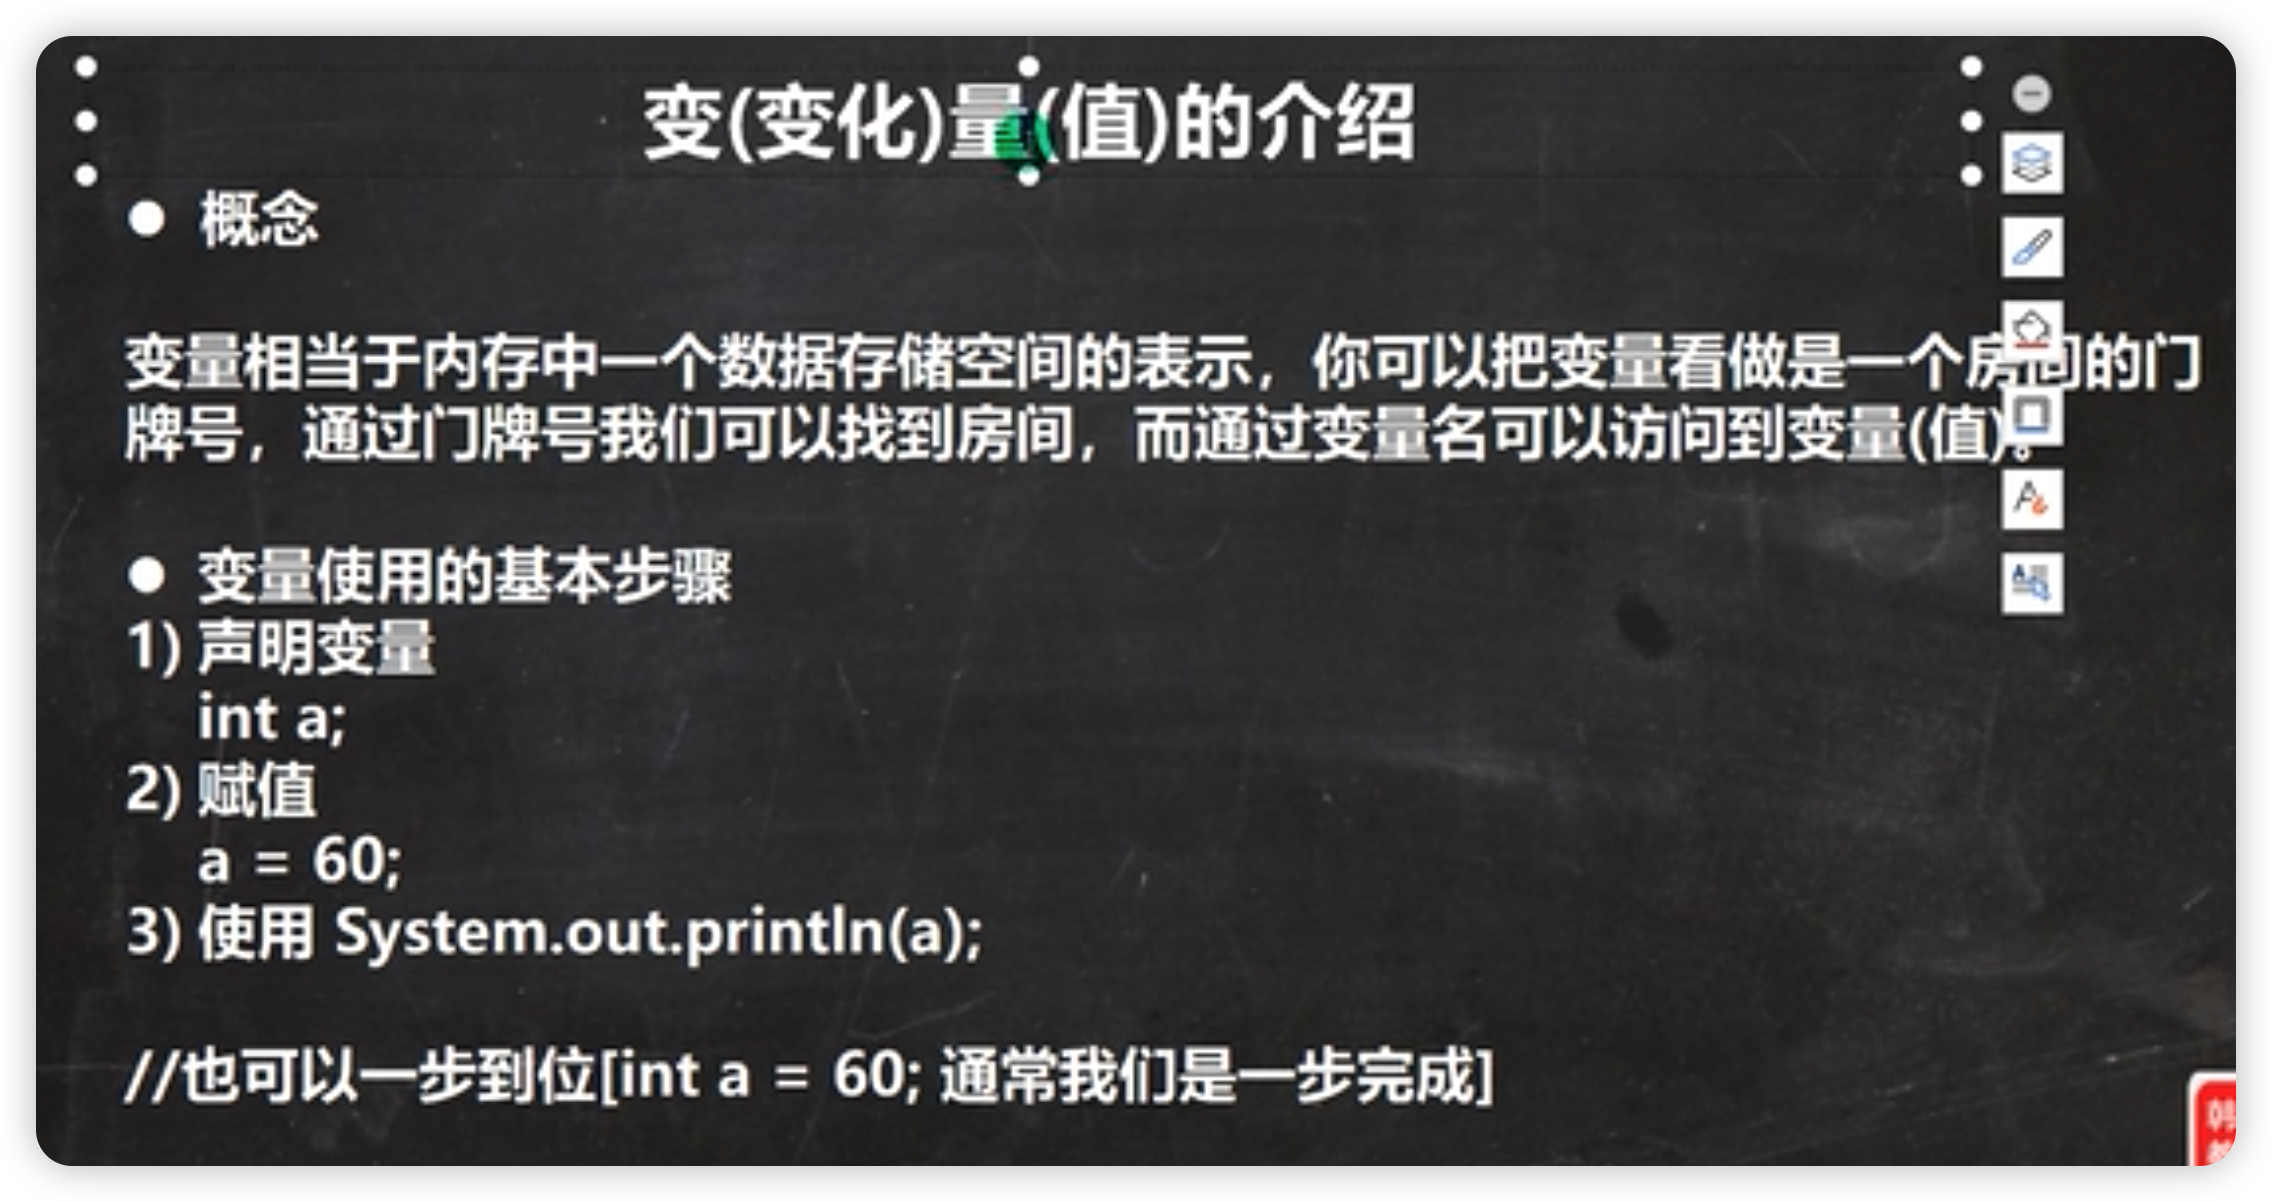 变(变化)量(值)的介绍
● 概念
变量相当于内存中一个数据存储空间的表示，你可以把变量看做是一个房间的门
牌号，通过门牌号我们可以找到房间，而通过变量名可以访问到变量(值)。
● 变量使用的基本步骤
1) 声明变量
int a;
2) 赋值
a = 60;
3) 使用 System.out.println(a);
//也可以一步到位[int a = 60; 通常我们是一步完成]